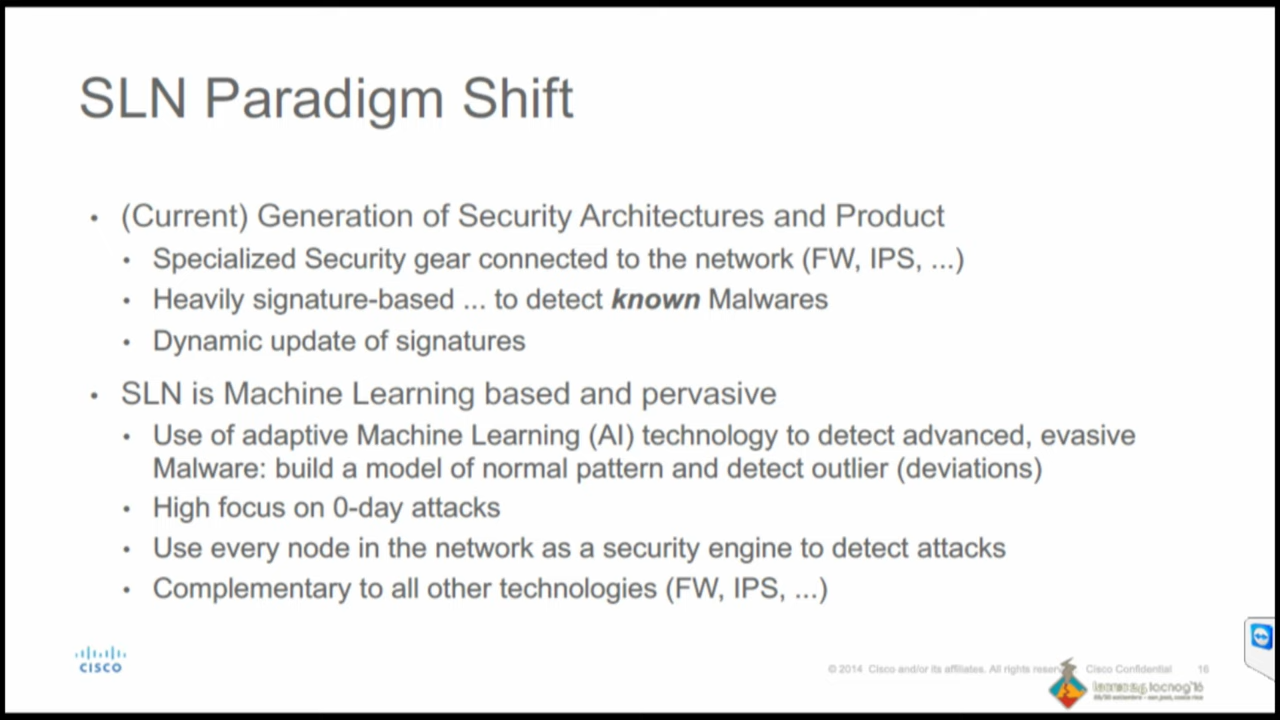 SLN Paradigm Shift
• (Current) Generation of Security Architectures and Product
• Specialized Security gear connected to the network (FW, IPS, ...)
• Heavily signature-based ... to detect known Malwares
• Dynamic update of signatures
• SLN is Machine Learning based and pervasive
• Use of adaptive Machine Learning (AI) technology to detect advanced, evasive
Malware: build a model of normal pattern and detect outlier (deviations)
• High focus on 0-day attacks
• Use every node in the network as a security engine to detect attacks
• Complementary to all other technologies (FW, IPS, ...)
CISCO
© 2014 Cisco and/or its affiliates. All rights reserv Cisco Confidential 16
lacnog'16